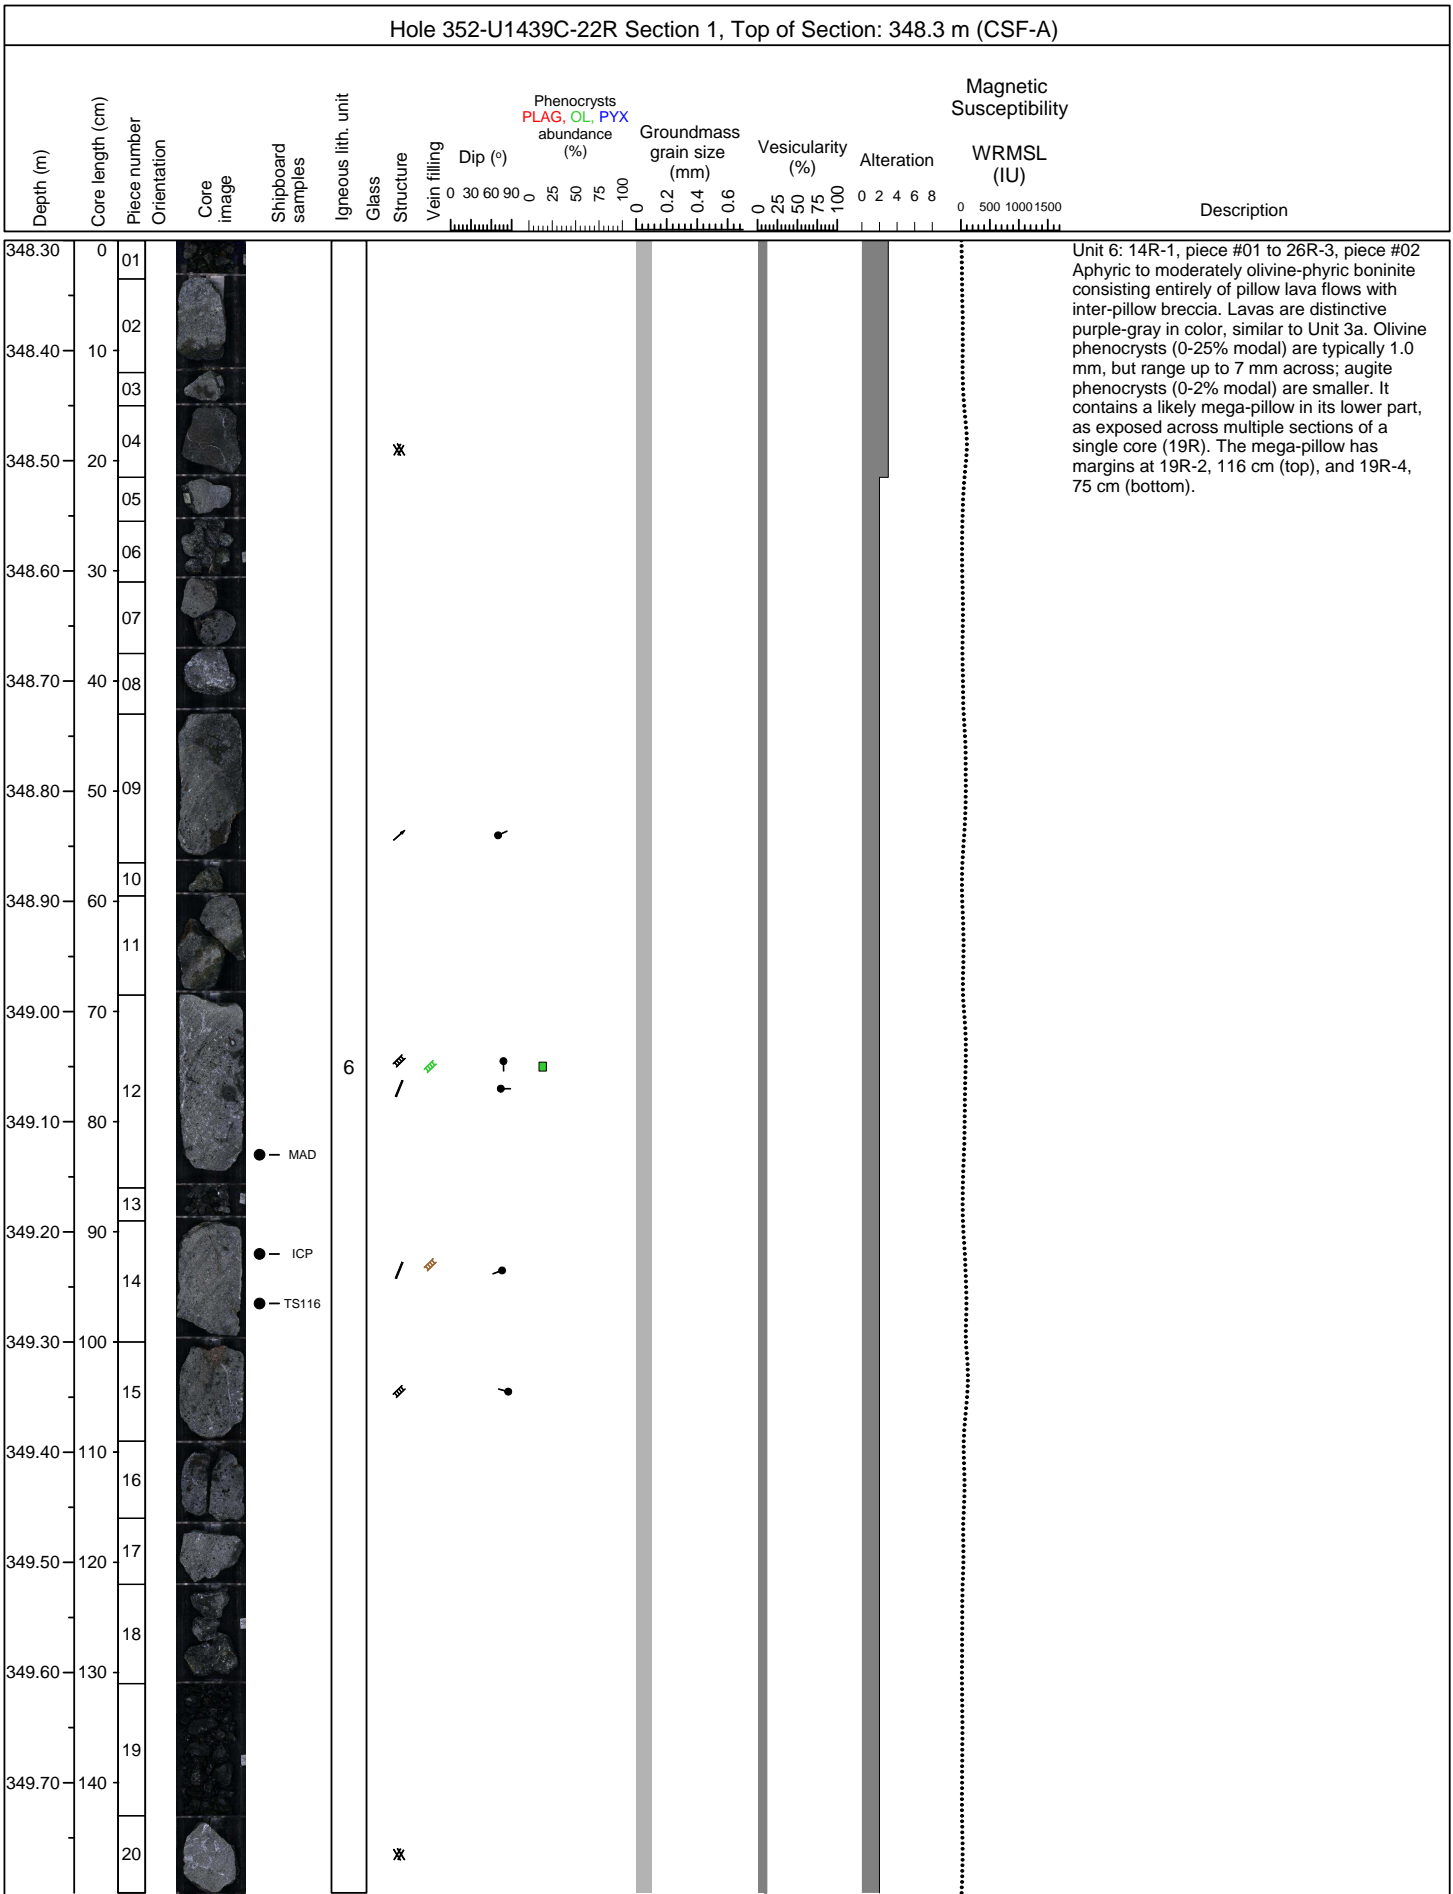 Hole 352-U1439C-22R Section 1, Top of Section: 348.3 m (CSF-A)
Depth (m)
Core length (cm)
Piece number
Orientation
Core image
Shipboard samples
Igneous lith. unit
Glass
Structure
Vein filling
Dip (o)
0 30 60 90
Phenocrysts
PLAG, OL, PYX
abundance
(%)
0 25 50 75 100
Groundmass
grain size
(mm)
0 0.2 0.4 0.6
Vesicularity
(%)
0 25 50 75 100
Alteration
0 2 4 6 8
Magnetic
Susceptibility
WRMSL
(IU)
0 500 1000 1500
Description
348.30 0 01
02
348.40 10
03
04
348.50 20
05
06
348.60 30
07
348.70 40 08
348.80 50 09
10
348.90 60
11
349.00 70
6
12
349.10 80
MAD
13
349.20 90
ICP
14
TS116
349.30 100
15
349.40 110
16
17
349.50 120
18
349.60 130
19
349.70 140
20
Unit 6: 14R-1, piece #01 to 26R-3, piece #02
Aphyric to moderately olivine-phyric boninite
consisting entirely of pillow lava flows with
inter-pillow breccia. Lavas are distinctive
purple-gray in color, similar to Unit 3a. Olivine
phenocrysts (0-25% modal) are typically 1.0
mm, but range up to 7 mm across; augite
phenocrysts (0-2% modal) are smaller. It
contains a likely mega-pillow in its lower part,
as exposed across multiple sections of a
single core (19R). The mega-pillow has
margins at 19R-2, 116 cm (top), and 19R-4,
75 cm (bottom).